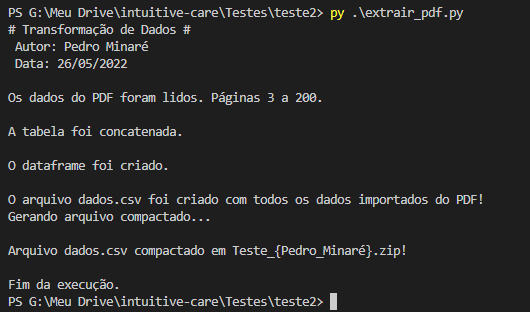 PS G:\Meu Drive\intuitive-care\Testes\teste2> py .\extrair_pdf.py
# Transformação de Dados #
Autor: Pedro Minaré
Data: 26/05/2022
Os dados do PDF foram lidos. Páginas 3 a 200.
A tabela foi concatenada.
O dataframe foi criado.
O arquivo dados.csv foi criado com todos os dados importados do PDF!
Gerando arquivo compactado...
Arquivo dados.csv compactado em Teste_{Pedro_Minaré}.zip!
Fim da execução.
PS G:\Meu Drive\intuitive-care\Testes\teste2>